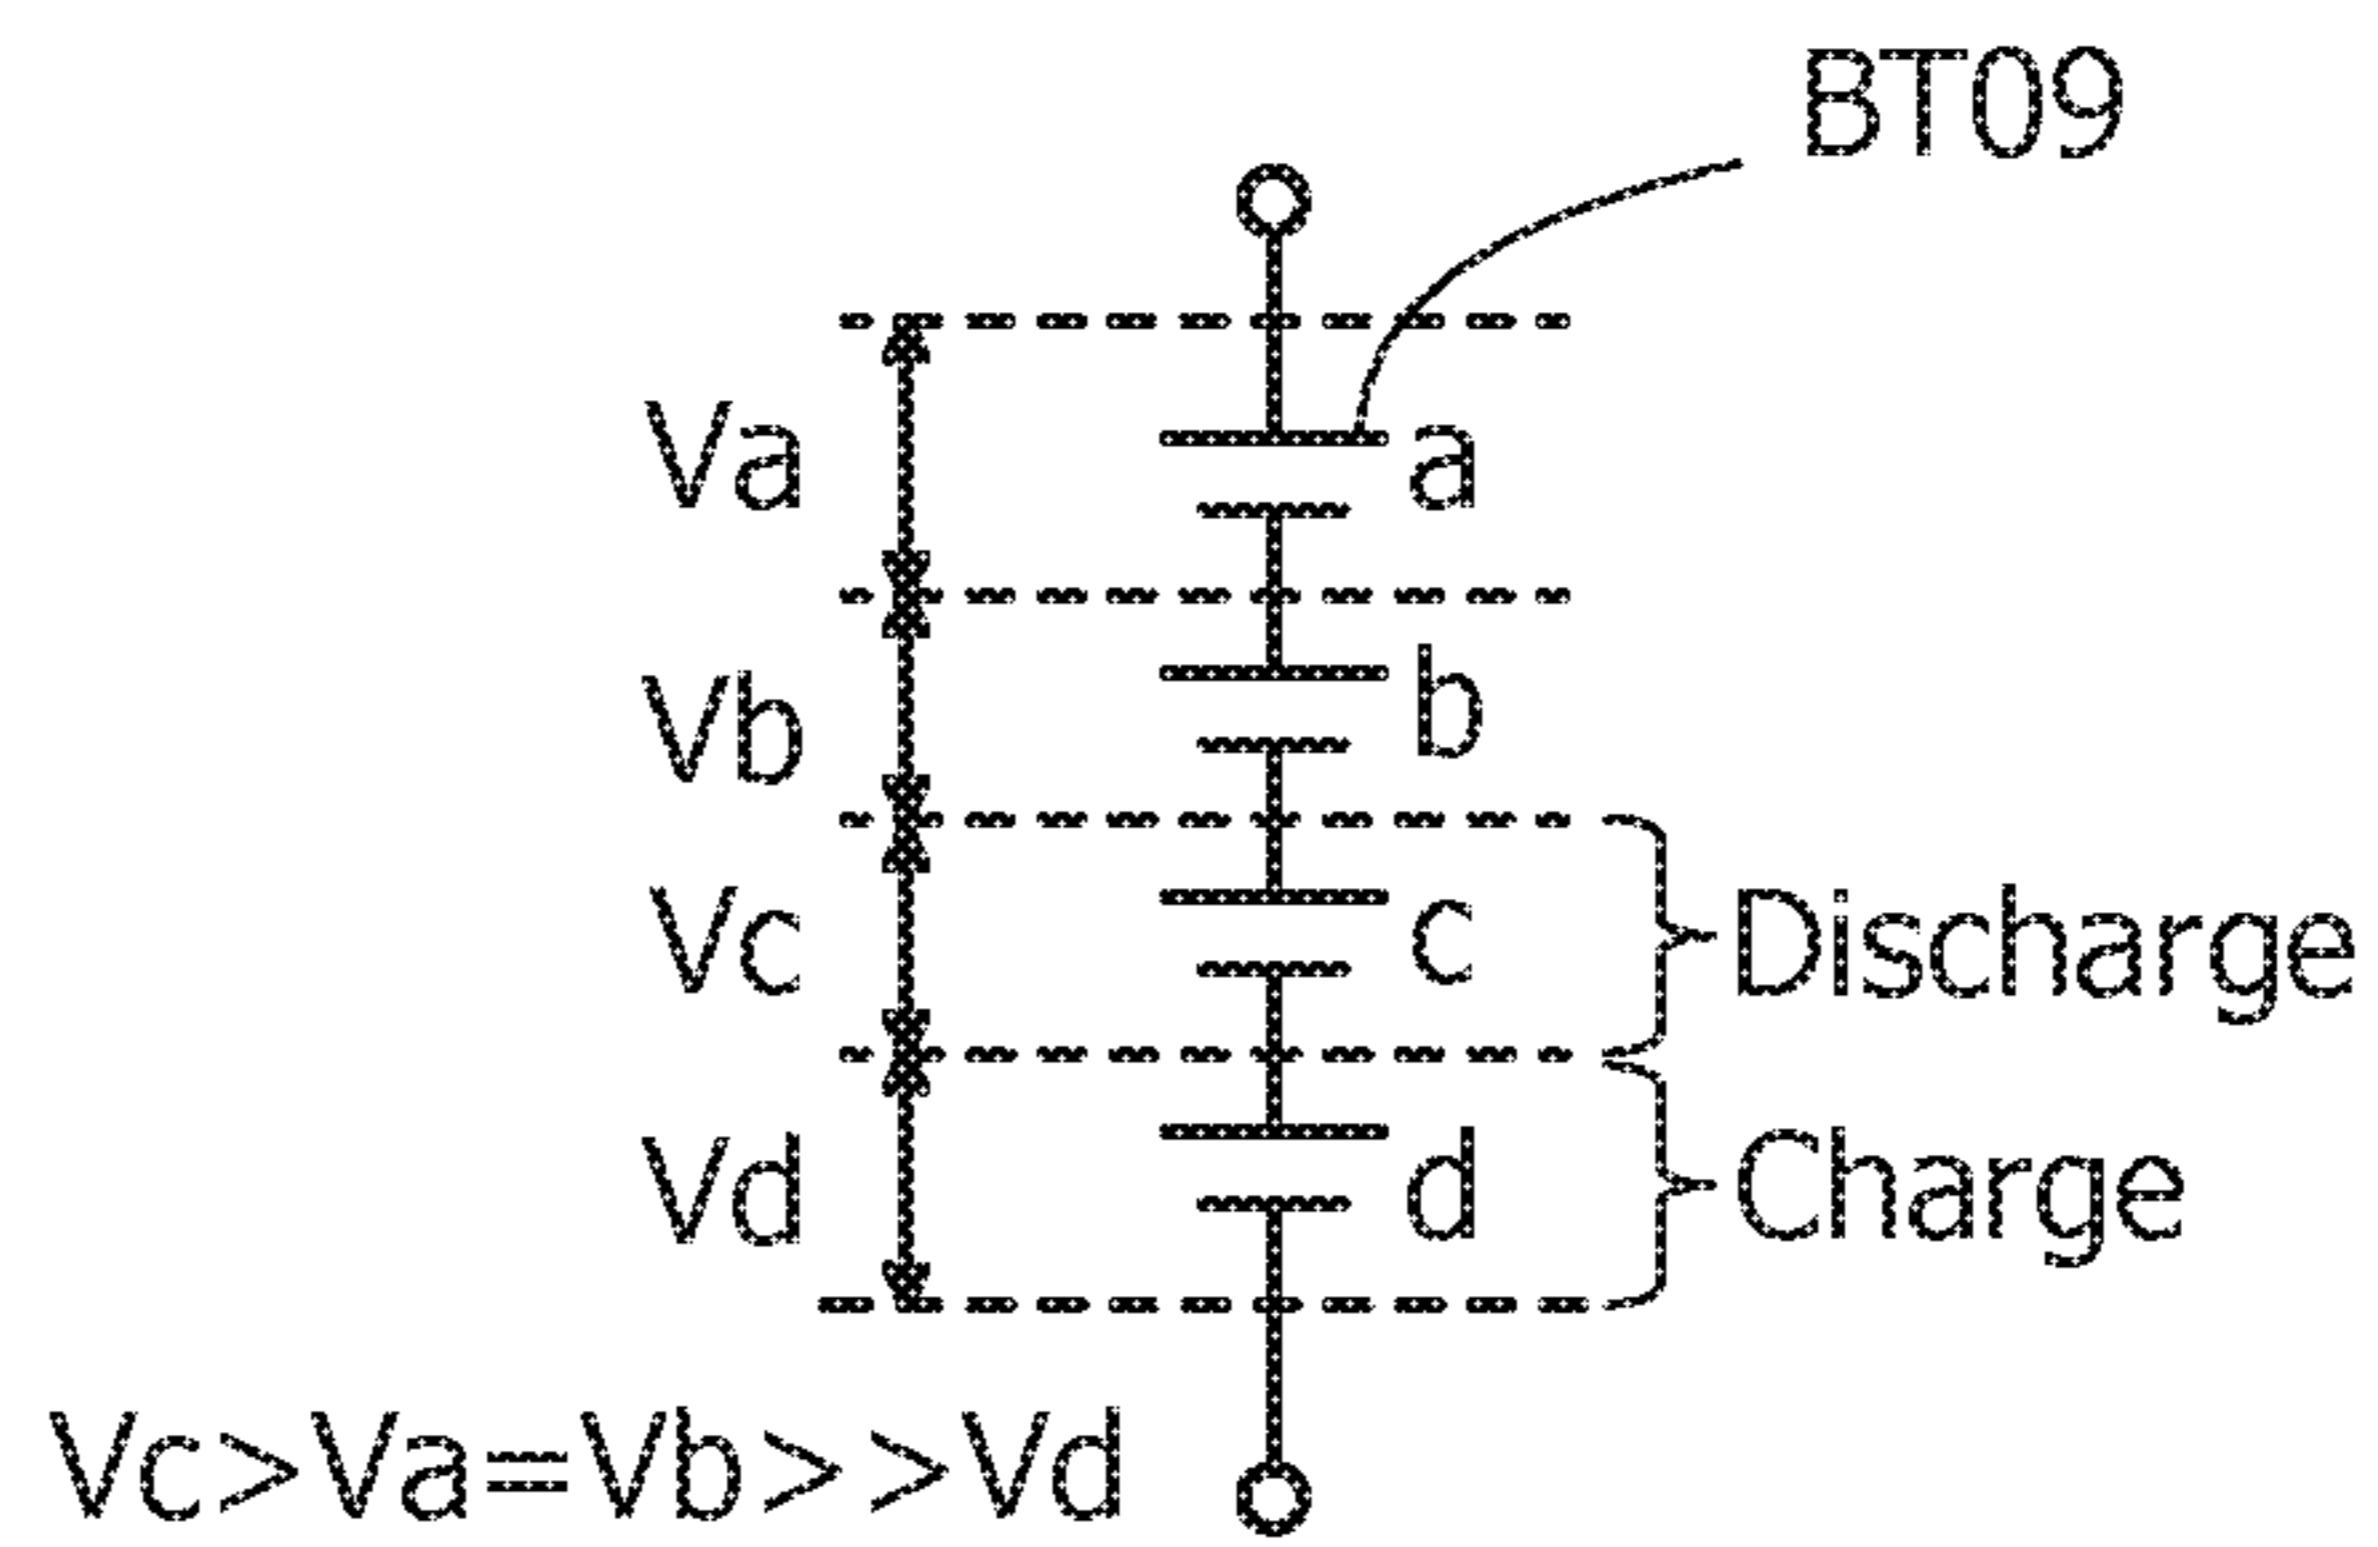 BT09
Va
a
Vb
b
Vc
c
Discharge
Vd
d
Charge
Vc>Va=Vb>>Vd